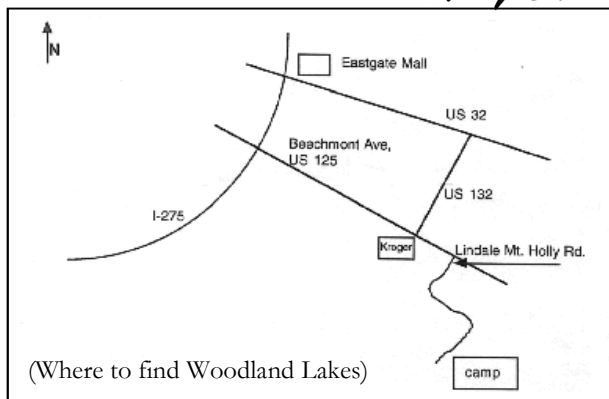 N
Eastgate Mall
US 32
Beechmont Ave,
US 125
US 132
I-275
Kroger
Lindale Mt. Holly Rd.
(Where to find Woodland Lakes)
camp